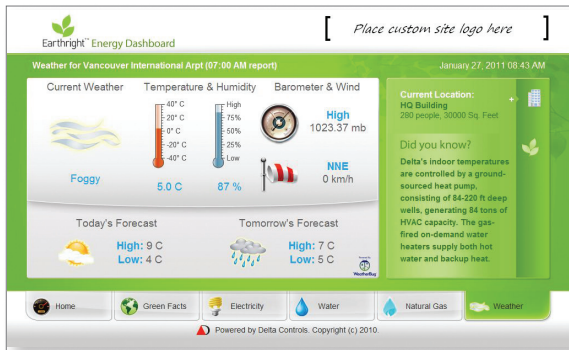 Earthright™ Energy Dashboard
[ Place custom site logo here ]
Weather for Vancouver International Arpt (07:00 AM report)
January 27, 2011 08:43 AM
Current Weather
Foggy
Temperature & Humidity
40° C
20° C
0° C
-20° C
-40° C
High
75%
50%
25%
Low
5.0 C
87 %
Barometer & Wind
High
1023.37 mb
NNE
0 km/h
Today's Forecast
High: 9 C
Low: 4 C
Tomorrow's Forecast
High: 7 C
Low: 5 C
WeatherBug
Current Location:
HQ Building
280 people, 30000 Sq. Feet
Did you know?
Delta's indoor temperatures
are controlled by a ground-
sourced heat pump,
consisting of 84-220 ft deep
wells, generating 84 tons of
HVAC capacity. The gas-
fired on-demand water
heaters supply both hot
water and backup heat.
Home
Green Facts
Electricity
Water
Natural Gas
Weather
Powered by Delta Controls. Copyright (c) 2010.